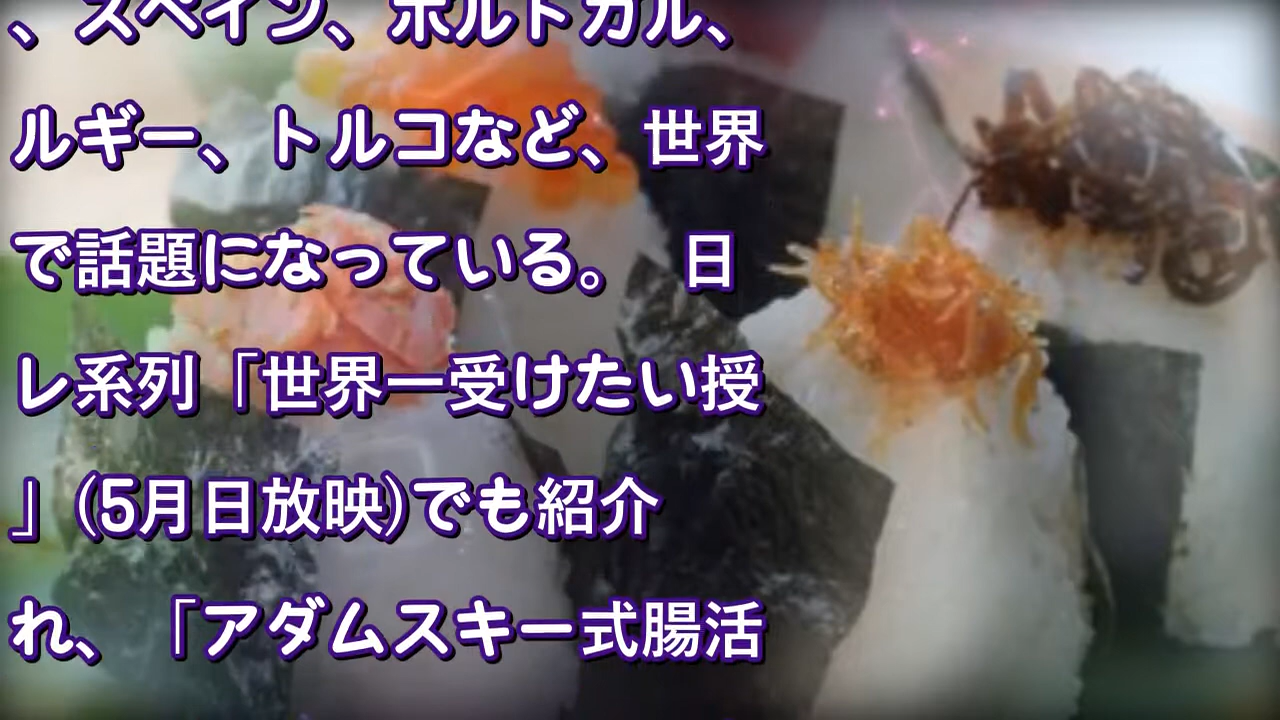 、スペイン、ポルトガル、
ルギー、トルコなど、世界
で話題になっている。　日
レ系列「世界一受けたい授
」(5月日放映)でも紹介
れ、「アダムスキー式腸活